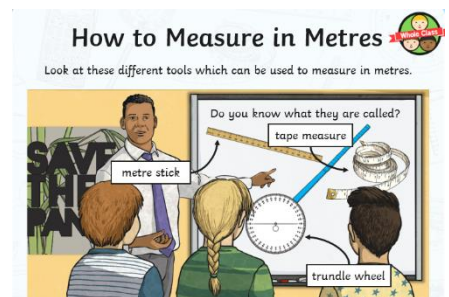 How to Measure in Metres
Whole Class
Look at these different tools which can be used to measure in metres.
Do you know what they are called?
tape measure
metre stick
SAVE
THE
PAN
trundle wheel